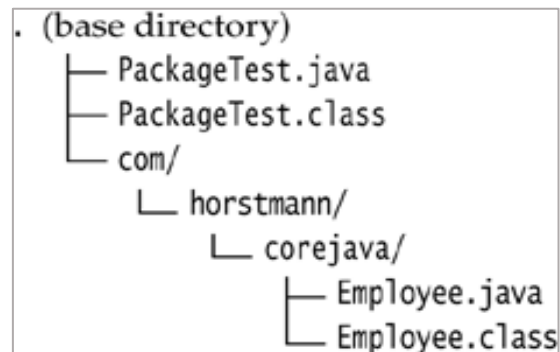 . (base directory)
PackageTest.java
PackageTest.class
com/
horstmann/
corejava/
Employee.java
Employee.class